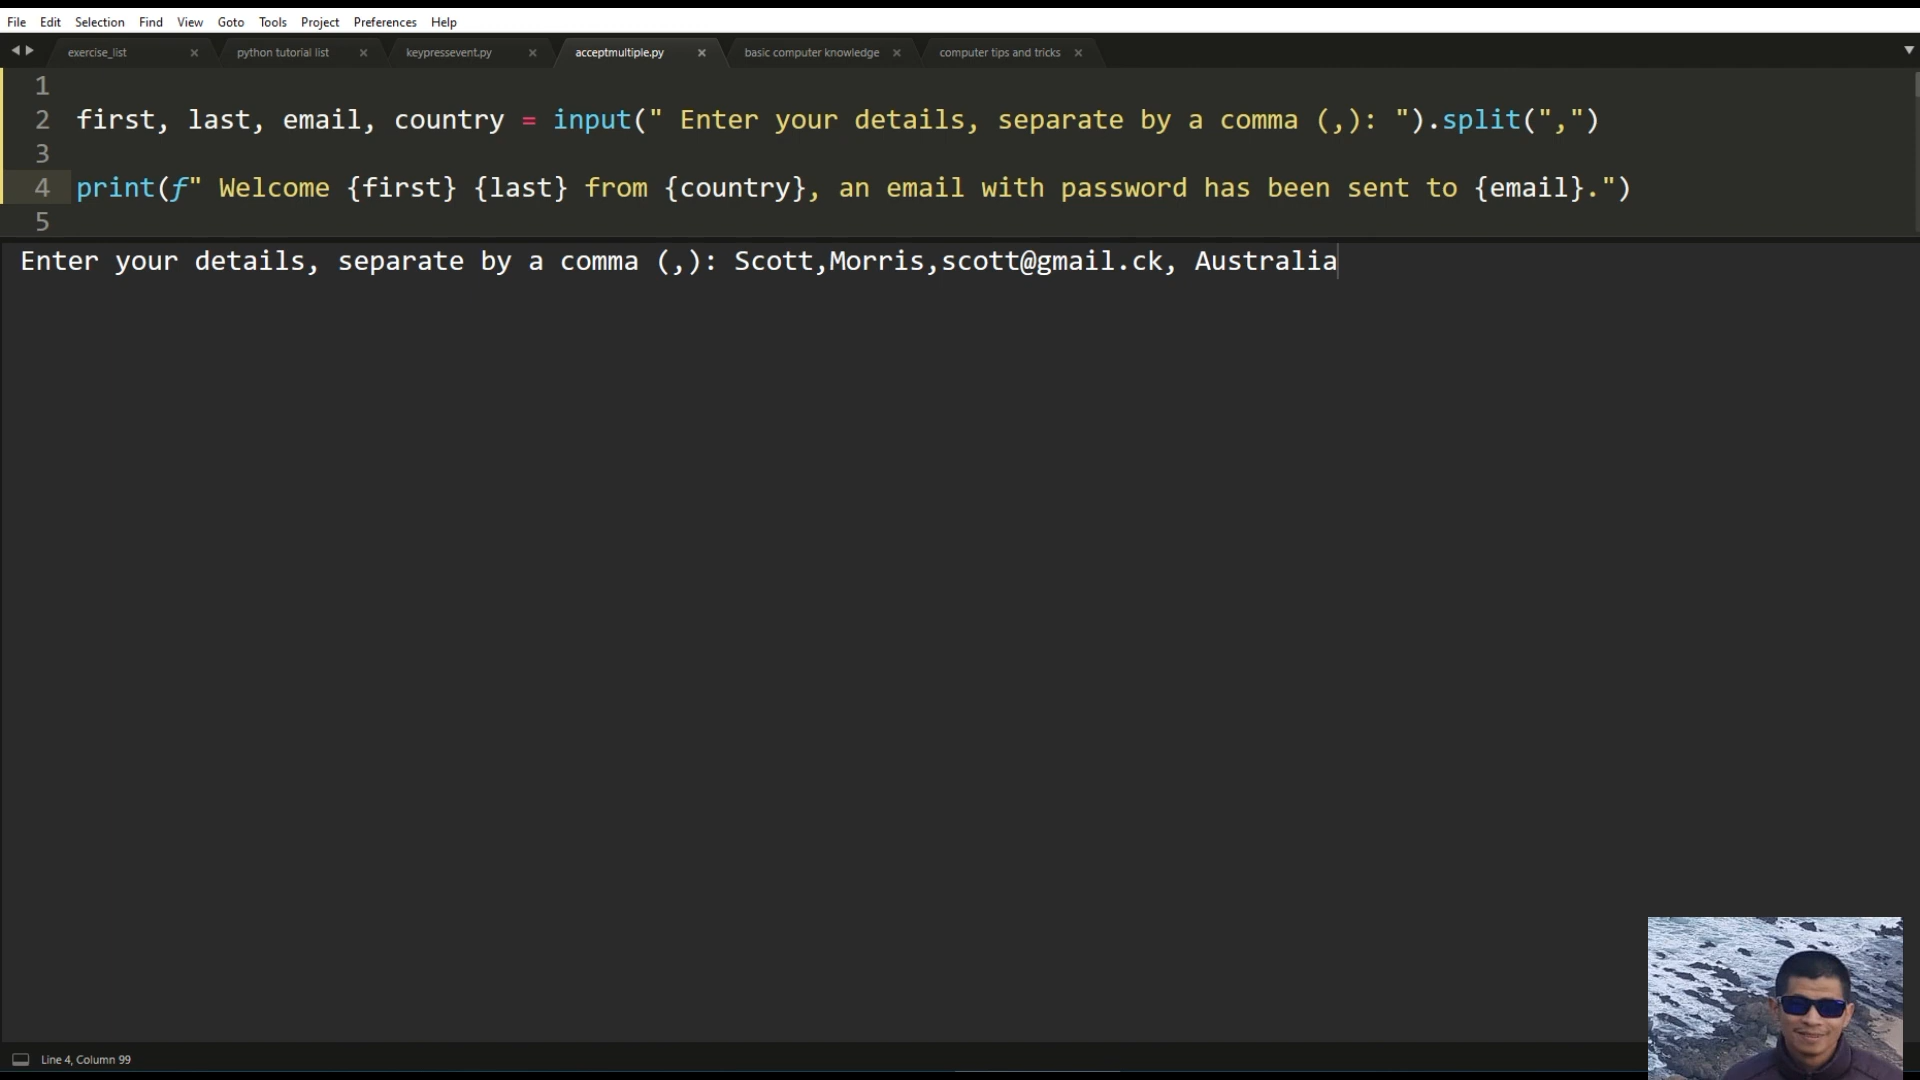 File Edit Selection Find View Goto Tools Project Preferences Help
exercise_list × python tutorial list × keypressevent.py × acceptmultiple.py × basic computer knowledge × computer tips and tricks ×
1
2 first, last, email, country = input(" Enter your details, separate by a comma (,): ").split(",")
3
4 print(f" Welcome {first} {last} from {country}, an email with password has been sent to {email}.")
5
Enter your details, separate by a comma (,): Scott,Morris,scott@gmail.ck, Australia
Line 4, Column 99